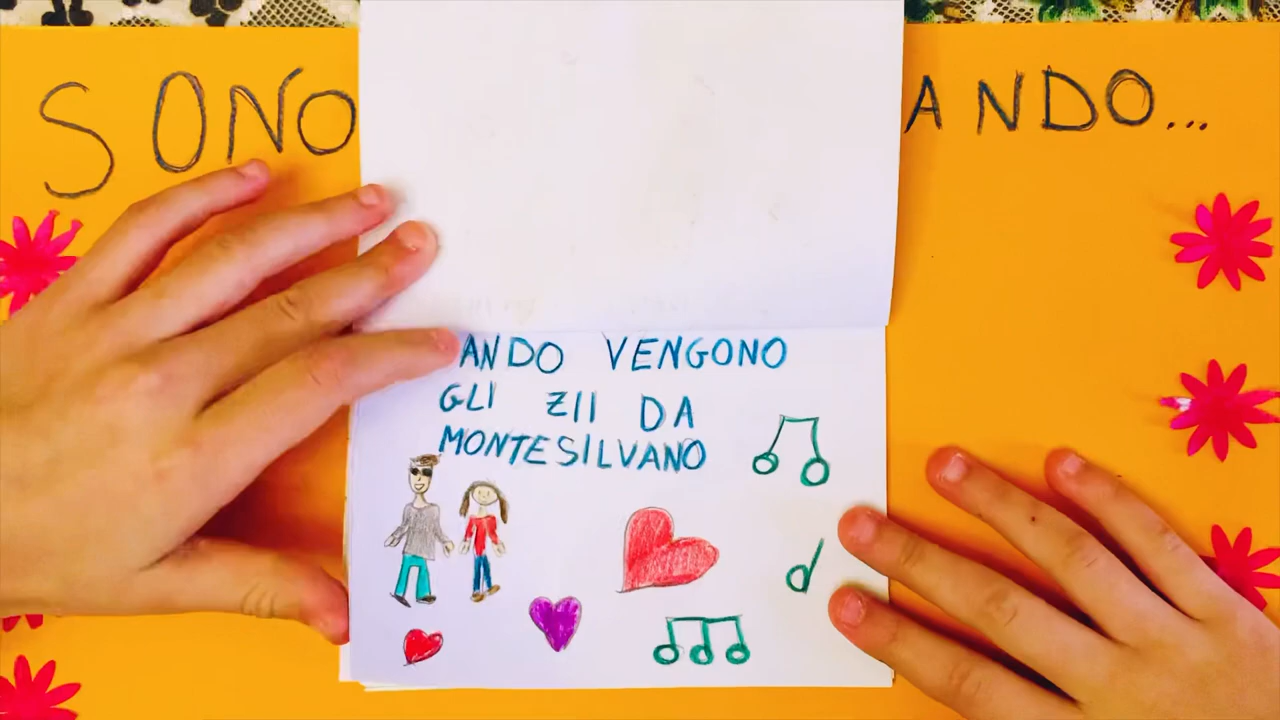 SONO
ANDO...
ANDO VENGONO
GLI ZII DA
MONTESILVANO